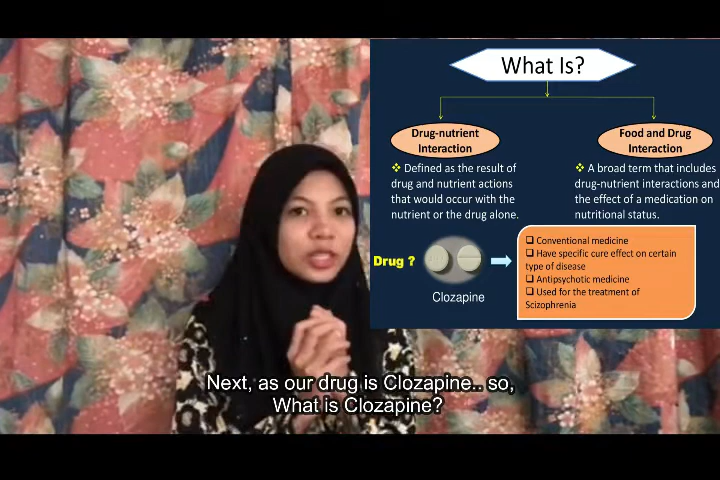 What Is?
Drug-nutrient
Interaction
❖ Defined as the result of
drug and nutrient actions
that would occur with the
nutrient or the drug alone.
Food and Drug
Interaction
❖ A broad term that includes
drug-nutrient interactions and
the effect of a medication on
nutritional status.
Drug ?
Clozapine
❑ Conventional medicine
❑ Have specific cure effect on certain
type of disease
❑ Antipsychotic medicine
❑ Used for the treatment of
Scizophrenia
Next, as our drug is Clozapine.. so,
What is Clozapine?